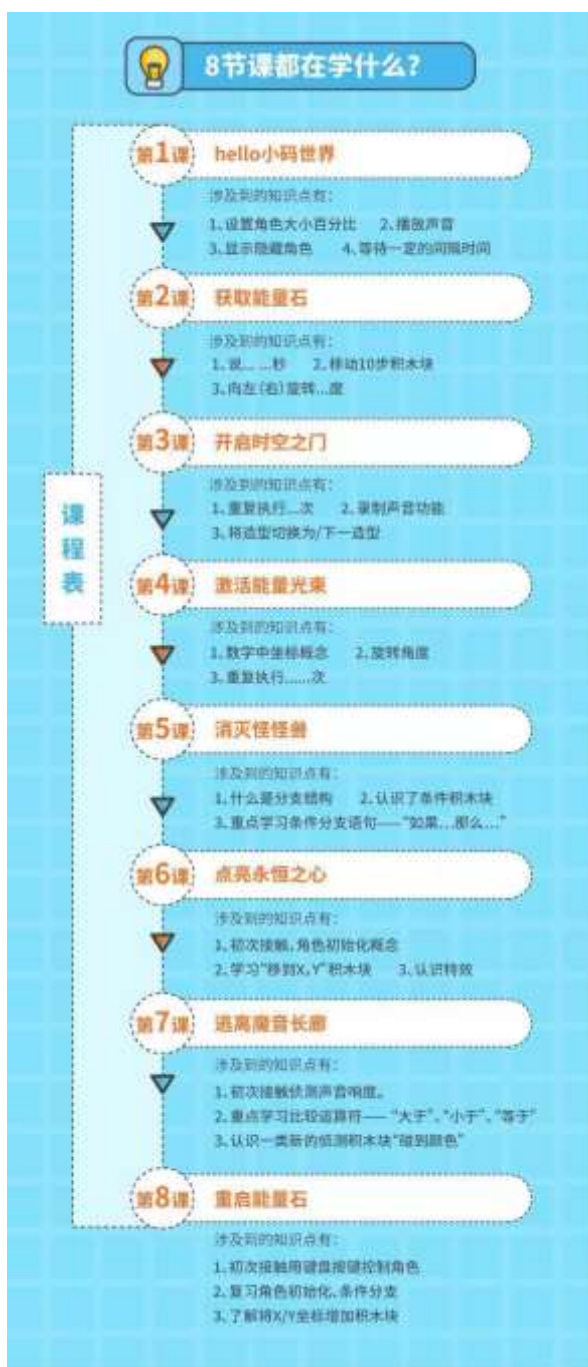 8节课都在学什么？
课程表
第1课 hello小码世界
涉及到的知识点有：
1、设置角色大小百分比 2、播放声音
3、显示隐藏角色 4、等待一定的间隔时间
第2课 获取能量石
涉及到的知识点有：
1、说... ...秒 2、移动10步积木块
3、向左（右）旋转...度
第3课 开启时空之门
涉及到的知识点有：
1、重复执行...次 2、录制声音功能
3、将造型切换为/下一造型
第4课 激活能量光束
涉及到的知识点有：
1、数学中坐标概念 2、旋转角度
3、重复执行......次
第5课 消灭怪怪兽
涉及到的知识点有：
1、什么是分支结构 2、认识了条件积木块
3、重点学习条件分支语句——“如果...那么...”
第6课 点亮永恒之心
涉及到的知识点有：
1、初次接触，角色初始化概念
2、学习“移到X，Y”积木块 3、认识特效
第7课 逃离魔音长廊
涉及到的知识点有：
1、初次接触侦测声音响度。
2、重点学习比较运算符——“大于”、“小于”、“等于”
3、认识一类新的侦测积木块“碰到颜色”
第8课 重启能量石
涉及到的知识点有：
1、初次接触用键盘按键控制角色
2、复习角色初始化、条件分支
3、了解将X/Y坐标增加积木块